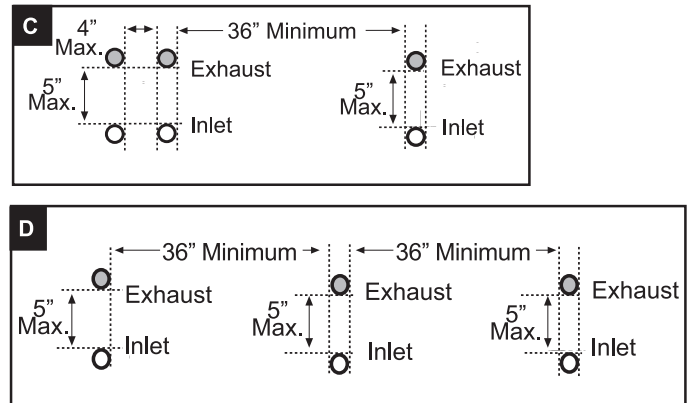 C
4” 36” Minimum
Max.
Exhaust Exhaust
5” 5”
Max. Max.
Inlet Inlet
D
36” Minimum 36” Minimum
Exhaust Exhaust Exhaust
5” 5” 5”
Max. Max. Max.
Inlet Inlet Inlet